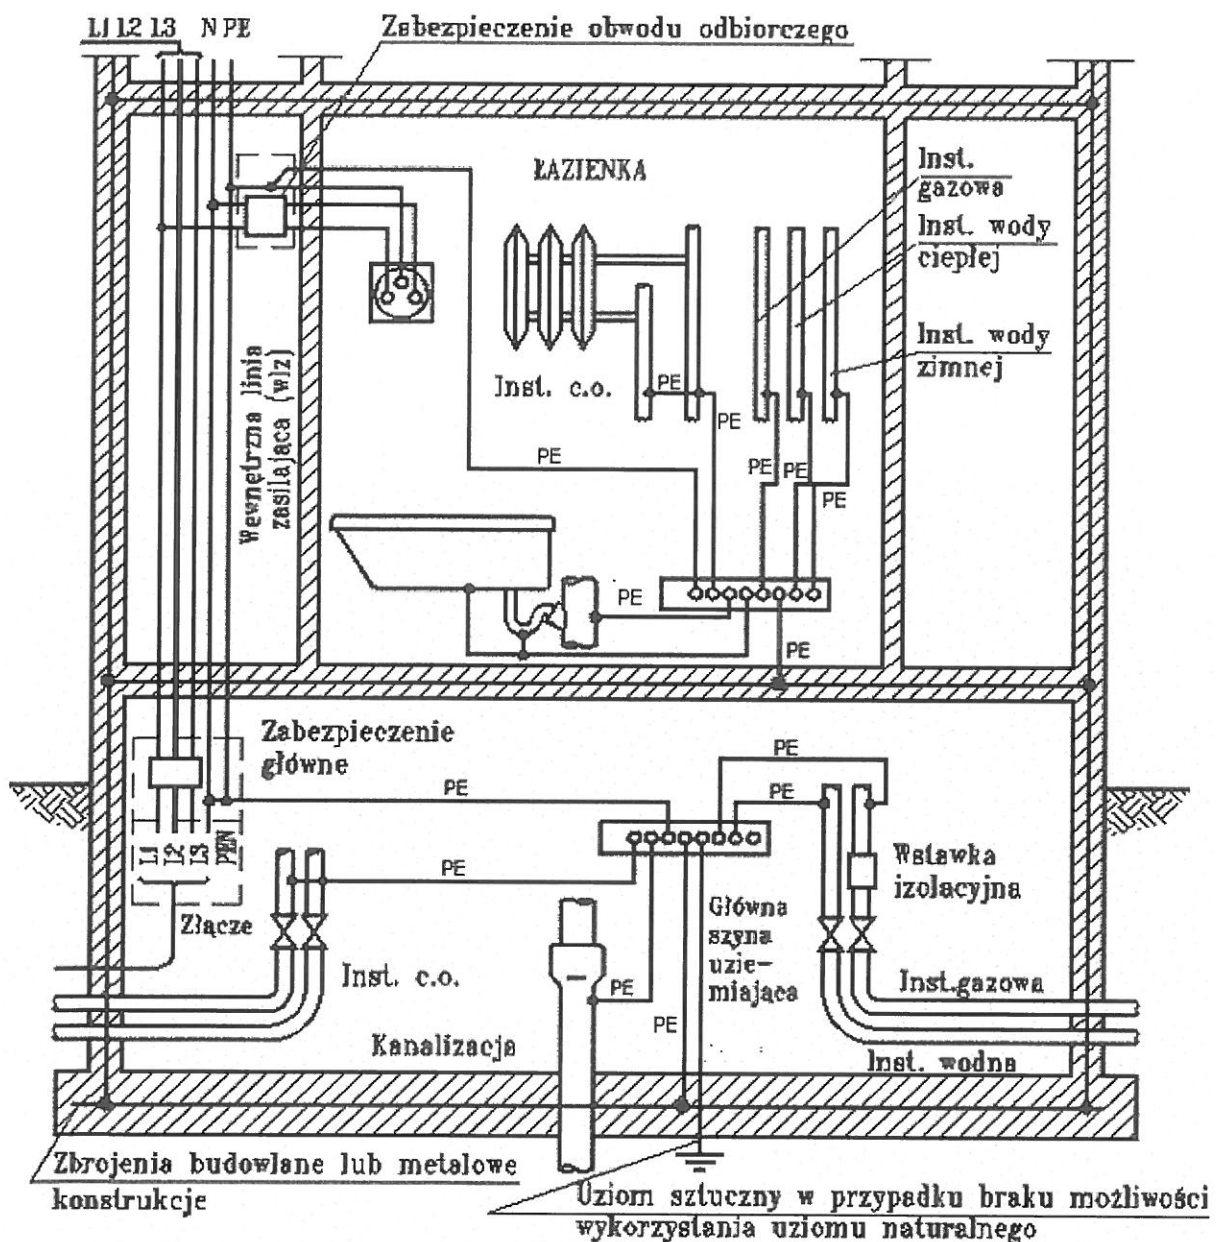 L1 L2 L3 N PE
Zabezpieczenie obwodu odbiorczego
ŁAZIENKA
Inst.
gazowa
Inst. wody
ciepłej
Inst. wody
zimnej
Inst. c.o.
PE
PE
PE
PE
PE
PE
Wewnętrzna linia
zasilająca (wlz)
PE
PE
Zabezpieczenie
główne
PE
PE
PE
L1
L2
L3
PEN
Złącze
PE
Wstawka
izolacyjna
Główna
szyna
uzie-
miająca
Inst. c.o.
PE
PE
Inst.gazowa
Kanalizacja
Inst. wodna
Zbrojenia budowlane lub metalowe
konstrukcje
Uziom sztuczny w przypadku braku możliwości
wykorzystania uziomu naturalnego